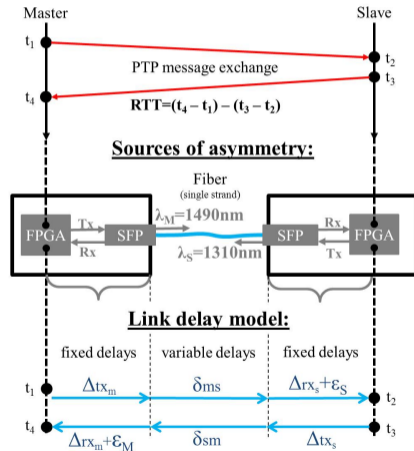 Master Slave
t₁
t₂
PTP message exchange
t₃
t₄
RTT=(t₄ – t₁) – (t₃ – t₂)
Sources of asymmetry:
Fiber
(single strand)
λM=1490nm
FPGA Tx Rx SFP SFP Rx Tx FPGA
λS=1310nm
Link delay model:
fixed delays variable delays fixed delays
t₁ Δtxₘ δms Δrxₛ+εS t₂
t₄ Δrxₘ+εM δsm Δtxₛ t₃